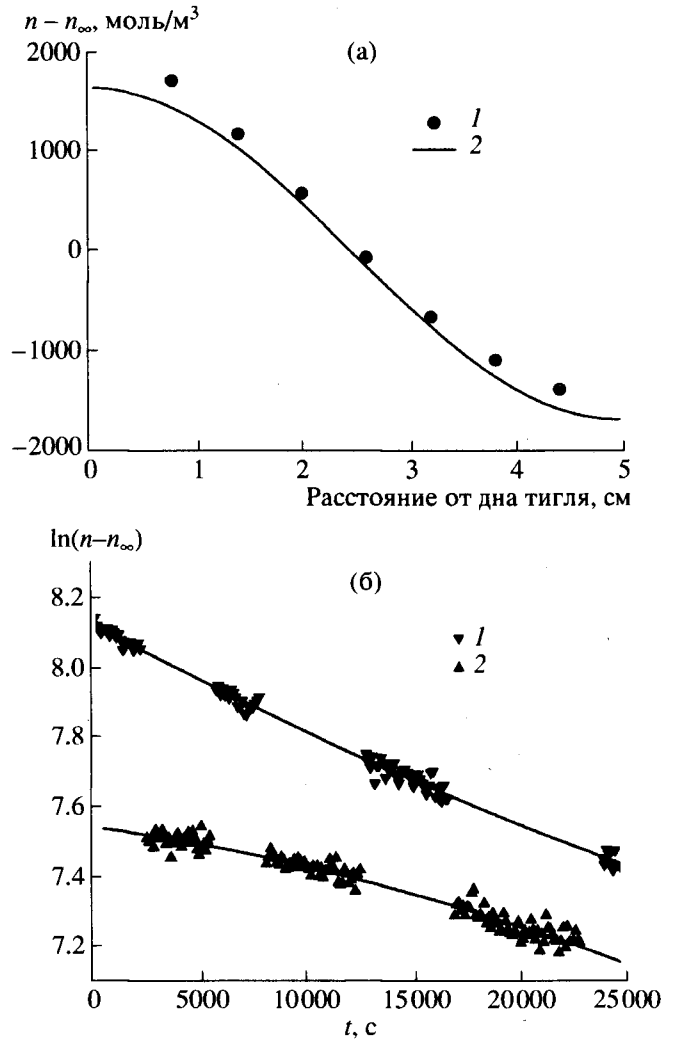 n – n∞, моль/м³
(а)
2000
1
2
1000
0
−1000
−2000
0 1 2 3 4 5
Расстояние от дна тигля, см
ln(n–n∞)
(б)
8.2
1
2
8.0
7.8
7.6
7.4
7.2
0 5000 10000 15000 20000 25000
t, с